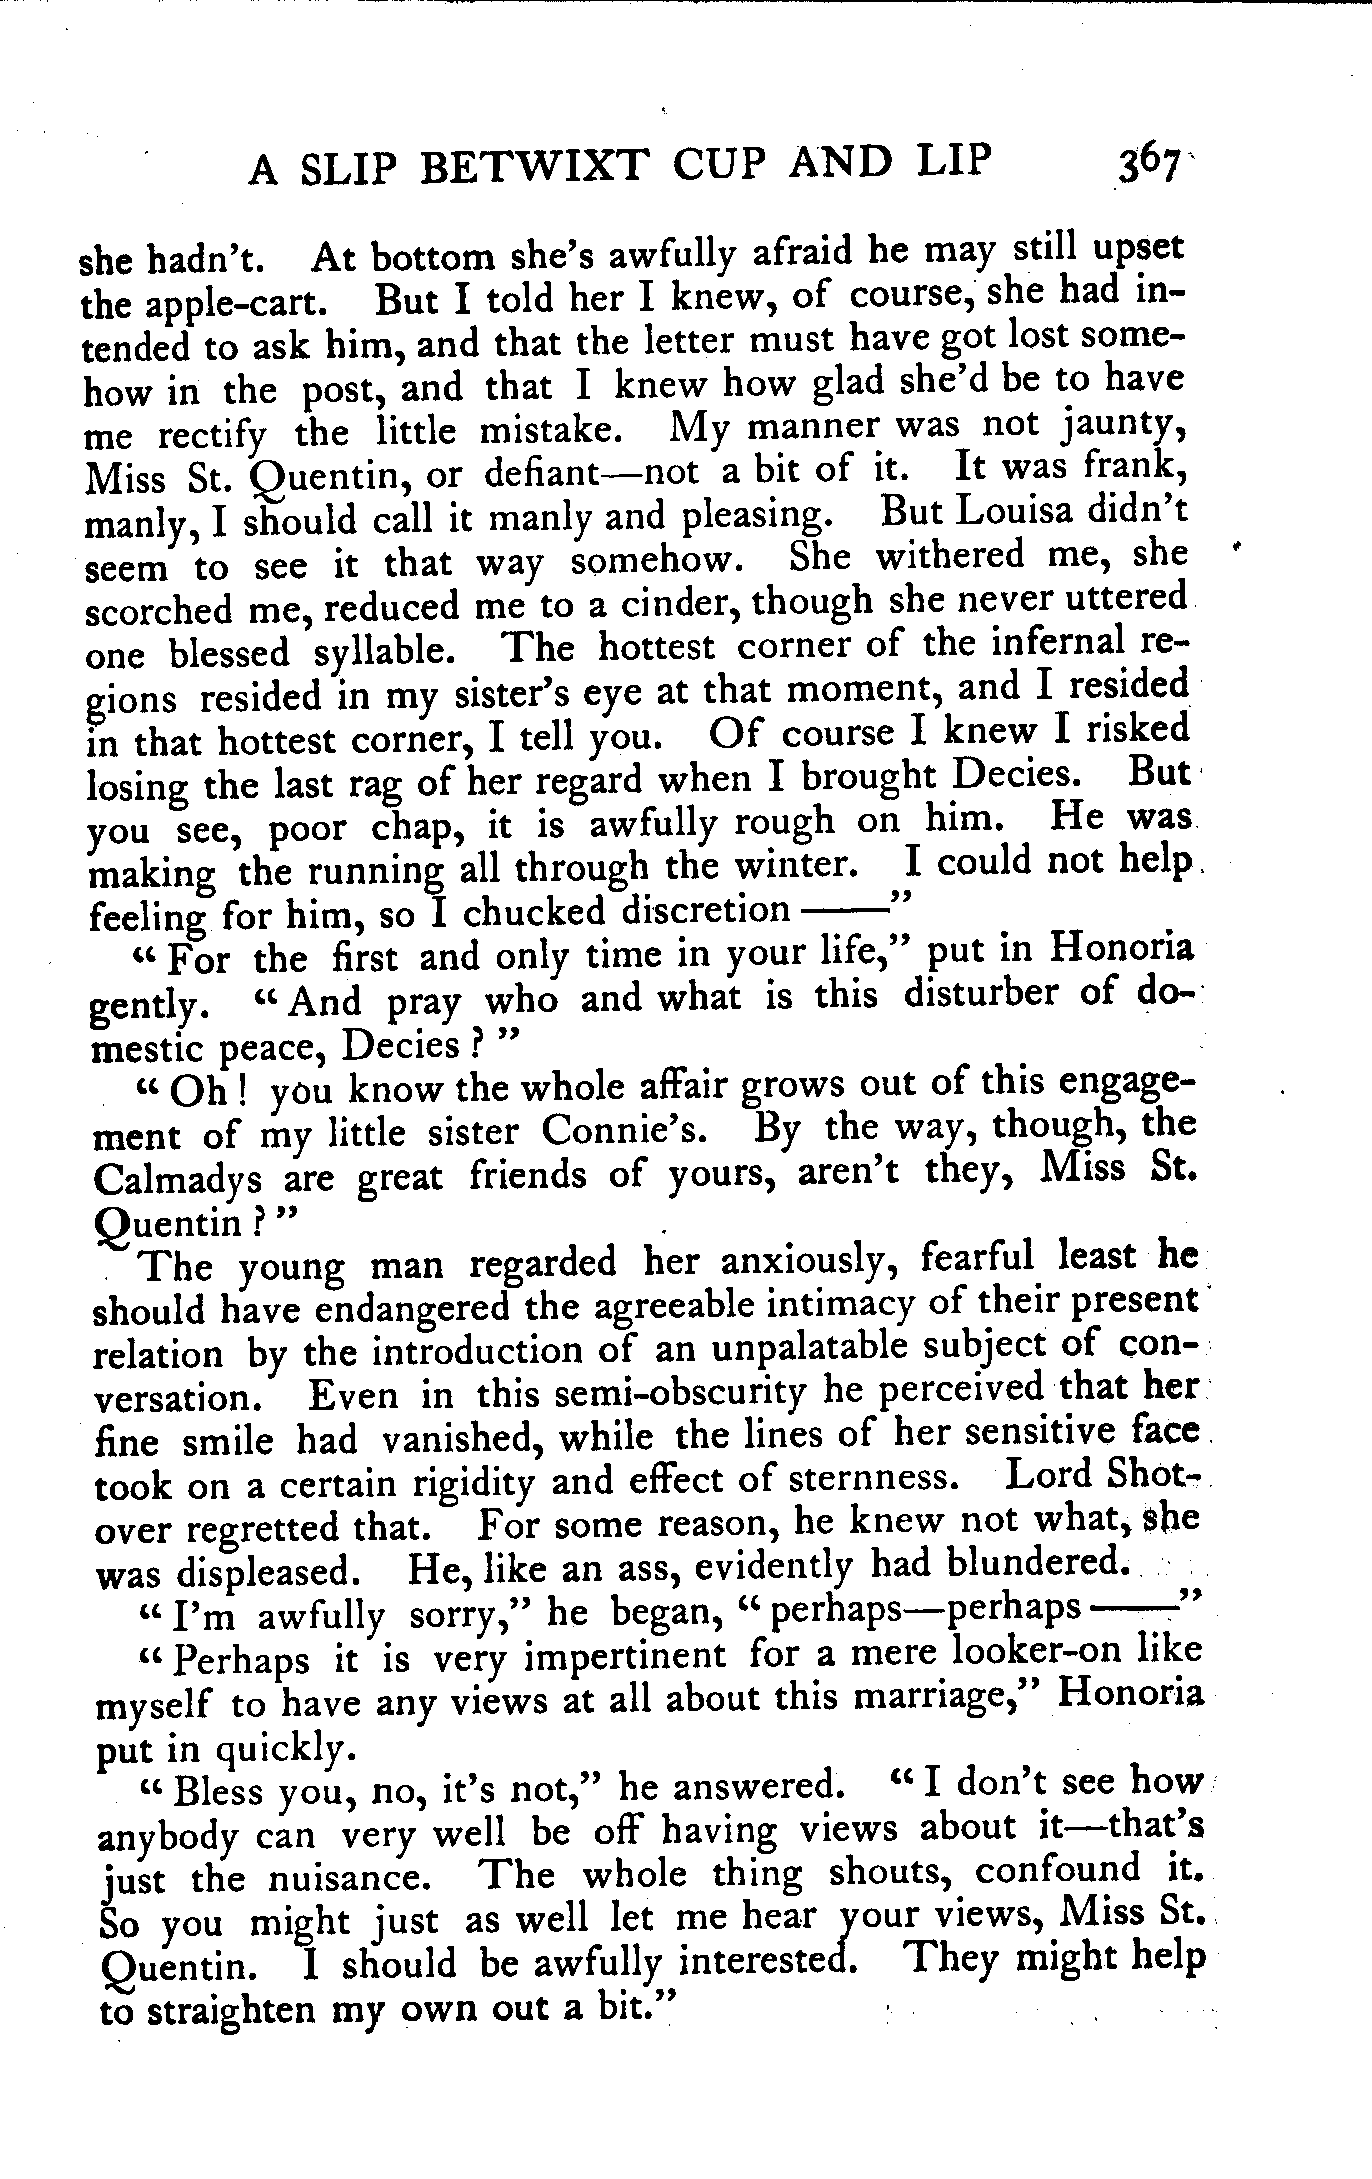 A SLIP BETWIXT CUP AND LIP 367
she hadn't. At bottom she's awfully afraid he may still upset
the apple-cart. But I told her I knew, of course, she had in-
tended to ask him, and that the letter must have got lost some-
how in the post, and that I knew how glad she'd be to have
me rectify the little mistake. My manner was not jaunty,
Miss St. Quentin, or defiant—not a bit of it. It was frank,
manly, I should call it manly and pleasing. But Louisa didn't
seem to see it that way somehow. She withered me, she
scorched me, reduced me to a cinder, though she never uttered
one blessed syllable. The hottest corner of the infernal re-
gions resided in my sister's eye at that moment, and I resided
in that hottest corner, I tell you. Of course I knew I risked
losing the last rag of her regard when I brought Decies. But
you see, poor chap, it is awfully rough on him. He was
making the running all through the winter. I could not help
feeling for him, so I chucked discretion ——"
"For the first and only time in your life," put in Honoria
gently. "And pray who and what is this disturber of do-
mestic peace, Decies?"
"Oh! you know the whole affair grows out of this engage-
ment of my little sister Connie's. By the way, though, the
Calmadys are great friends of yours, aren't they, Miss St.
Quentin?"
The young man regarded her anxiously, fearful least he
should have endangered the agreeable intimacy of their present
relation by the introduction of an unpalatable subject of con-
versation. Even in this semi-obscurity he perceived that her
fine smile had vanished, while the lines of her sensitive face
took on a certain rigidity and effect of sternness. Lord Shot-
over regretted that. For some reason, he knew not what, she
was displeased. He, like an ass, evidently had blundered.
"I'm awfully sorry," he began, "perhaps—perhaps ——"
"Perhaps it is very impertinent for a mere looker-on like
myself to have any views at all about this marriage," Honoria
put in quickly.
"Bless you, no, it's not," he answered. "I don't see how
anybody can very well be off having views about it—that's
just the nuisance. The whole thing shouts, confound it.
So you might just as well let me hear your views, Miss St.
Quentin. I should be awfully interested. They might help
to straighten my own out a bit."